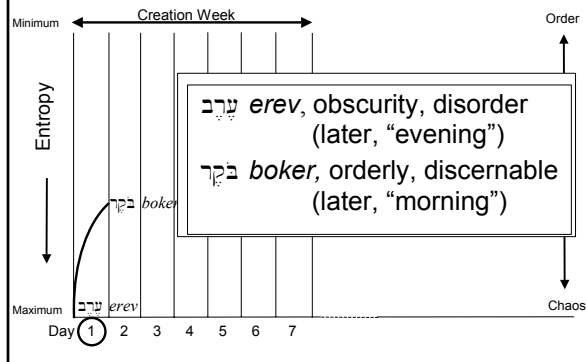 Creation Week
Minimum
Order
Entropy
עֶרֶב erev, obscurity, disorder
(later, “evening”)
בֹּקֶר boker, orderly, discernable
(later, “morning”)
בֹּקֶר boker
Maximum
עֶרֶב erev
Chaos
Day 1 2 3 4 5 6 7